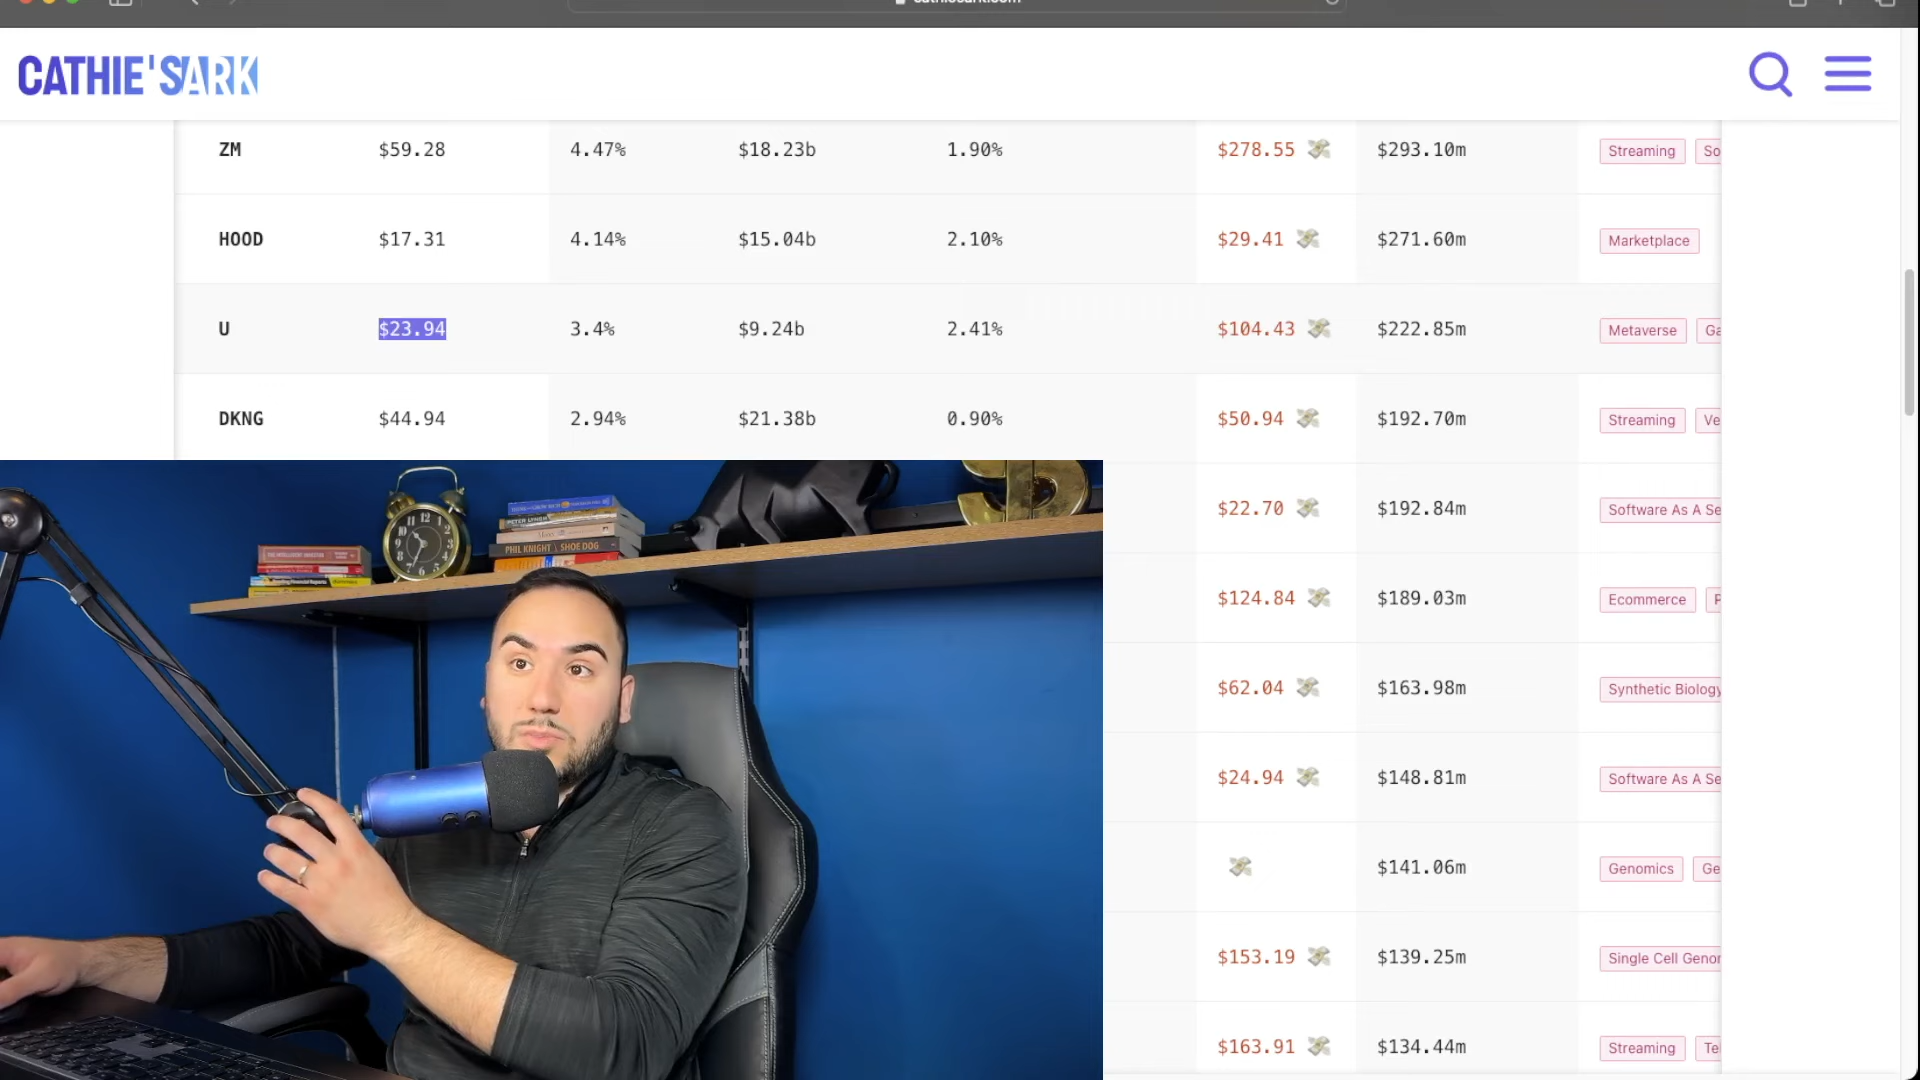 CATHIE'SARK
ZM $59.28 4.47% $18.23b 1.90% $278.55 $293.10m Streaming So
HOOD $17.31 4.14% $15.04b 2.10% $29.41 $271.60m Marketplace
U $23.94 3.4% $9.24b 2.41% $104.43 $222.85m Metaverse Ga
DKNG $44.94 2.94% $21.38b 0.90% $50.94 $192.70m Streaming Ve
$22.70 $192.84m Software As A Se
$124.84 $189.03m Ecommerce P
$62.04 $163.98m Synthetic Biology
$24.94 $148.81m Software As A Se
$141.06m Genomics Ge
$153.19 $139.25m Single Cell Genor
$163.91 $134.44m Streaming Te
PETER LYNCH
PHIL KNIGHT SHOE DOG
THE INTELLIGENT INVESTOR